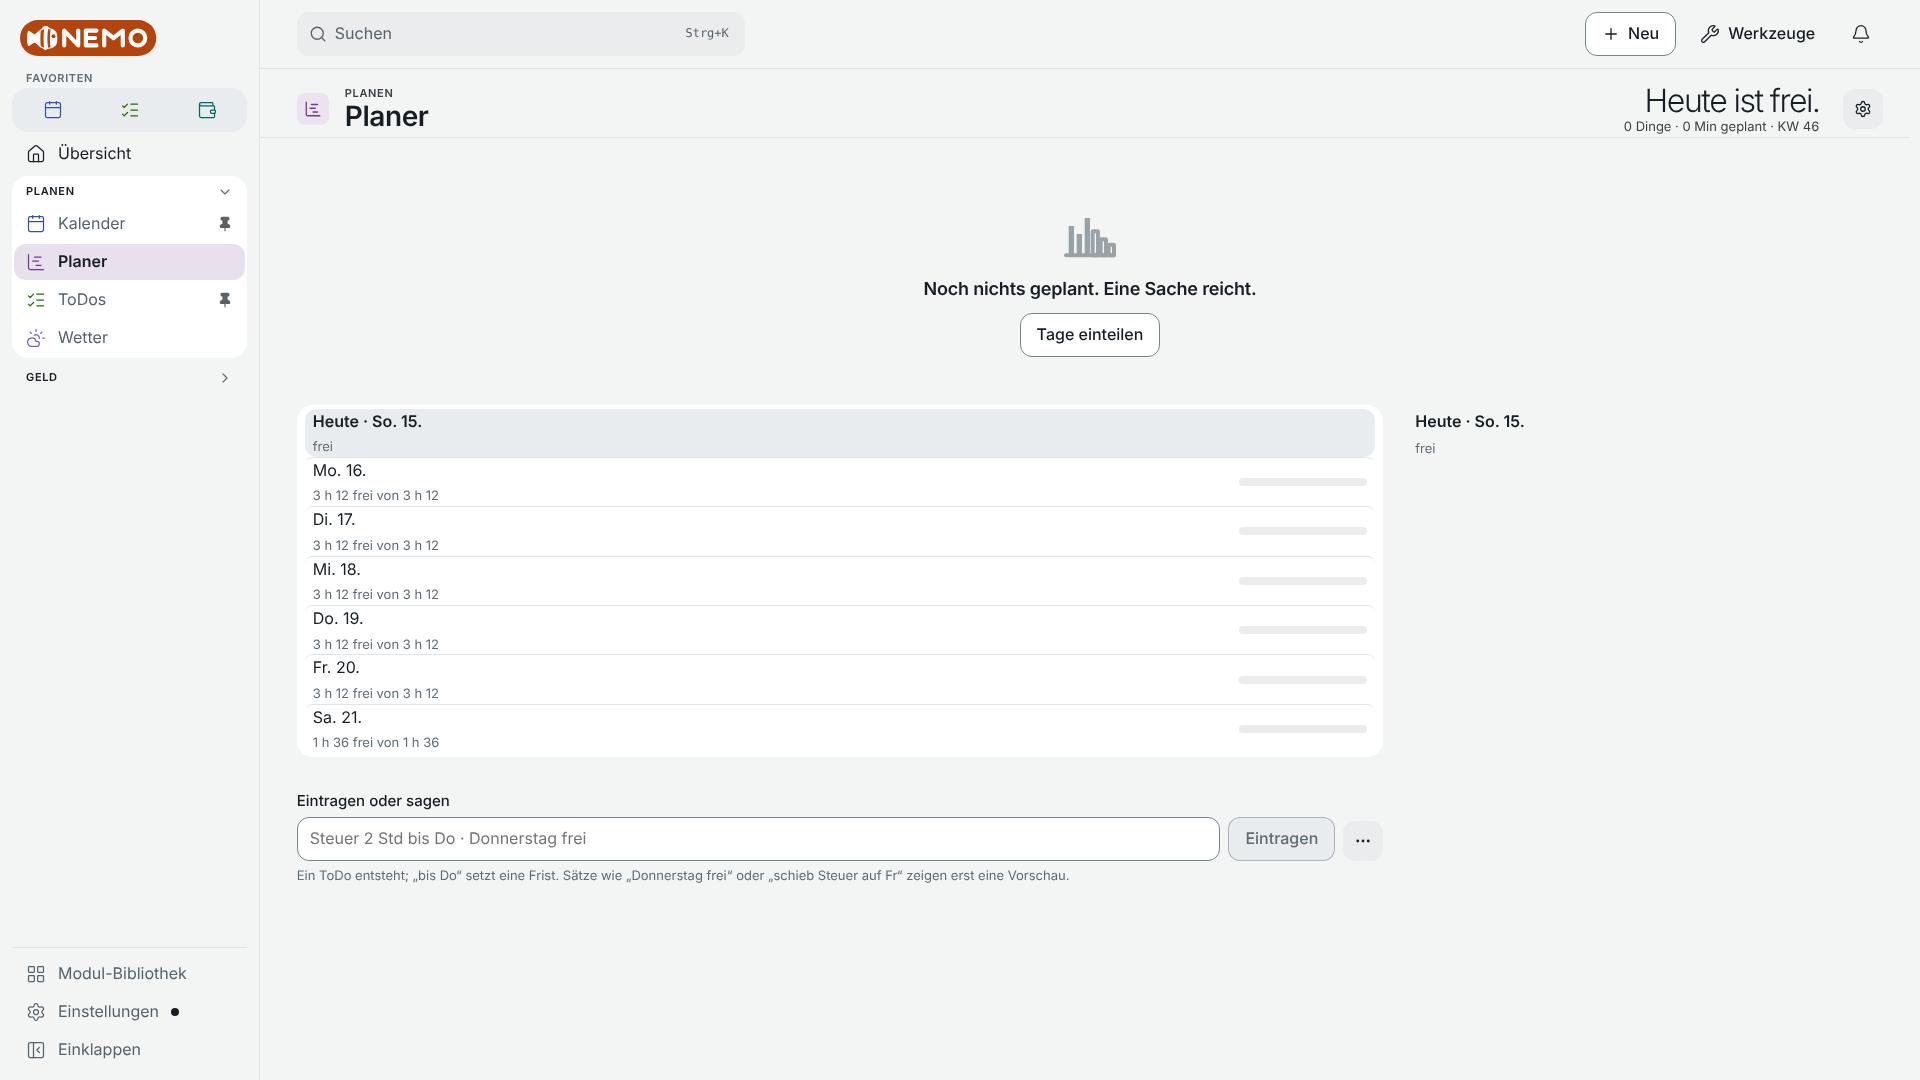 NEMO
FAVORITEN
Übersicht
PLANEN
Kalender
Planer
ToDos
Wetter
GELD
Modul-Bibliothek
Einstellungen
Einklappen
Suchen
Strg+K
Neu
Werkzeuge
PLANEN
Planer
Heute ist frei.
0 Dinge · 0 Min geplant · KW 46
Noch nichts geplant. Eine Sache reicht.
Tage einteilen
Heute · So. 15.
frei
Mo. 16.
3 h 12 frei von 3 h 12
Di. 17.
3 h 12 frei von 3 h 12
Mi. 18.
3 h 12 frei von 3 h 12
Do. 19.
3 h 12 frei von 3 h 12
Fr. 20.
3 h 12 frei von 3 h 12
Sa. 21.
1 h 36 frei von 1 h 36
Heute · So. 15.
frei
Eintragen oder sagen
Steuer 2 Std bis Do · Donnerstag frei
Eintragen
Ein ToDo entsteht; „bis Do“ setzt eine Frist. Sätze wie „Donnerstag frei“ oder „schieb Steuer auf Fr“ zeigen erst eine Vorschau.